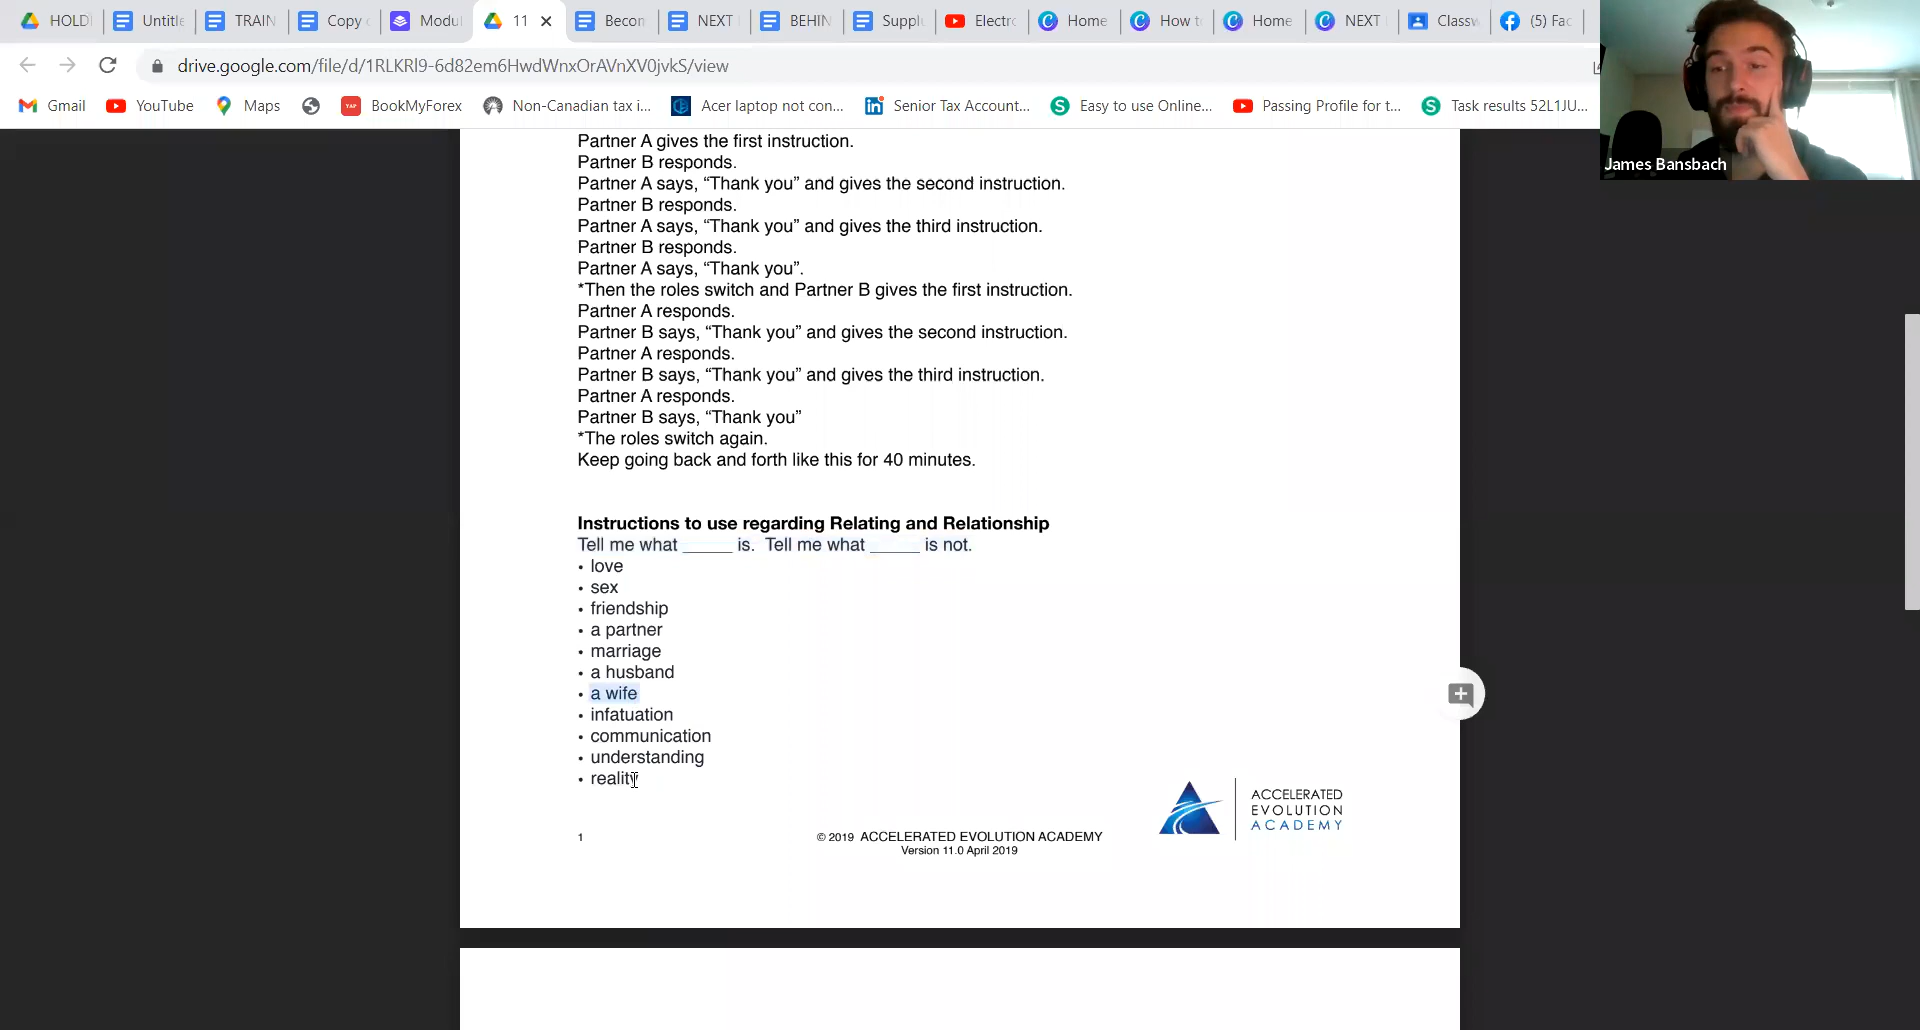 HOLD
Untitle
TRAIN
Copy
Modu
11
Becon
NEXT
BEHIN
Supple
Electro
Home
How t
Home
NEXT
Classw
(5) Fac
drive.google.com/file/d/1RLKRl9-6d82em6HwdWnxOrAVnXV0jvkS/view
Gmail
YouTube
Maps
BookMyForex
Non-Canadian tax i...
Acer laptop not con...
Senior Tax Account...
Easy to use Online...
Passing Profile for t...
Task results 52L1JU...
James Bansbach
Partner A gives the first instruction.
Partner B responds.
Partner A says, “Thank you” and gives the second instruction.
Partner B responds.
Partner A says, “Thank you” and gives the third instruction.
Partner B responds.
Partner A says, “Thank you”.
*Then the roles switch and Partner B gives the first instruction.
Partner A responds.
Partner B says, “Thank you” and gives the second instruction.
Partner A responds.
Partner B says, “Thank you” and gives the third instruction.
Partner A responds.
Partner B says, “Thank you”
*The roles switch again.
Keep going back and forth like this for 40 minutes.
Instructions to use regarding Relating and Relationship
Tell me what _____ is. Tell me what _____ is not.
• love
• sex
• friendship
• a partner
• marriage
• a husband
• a wife
• infatuation
• communication
• understanding
• reality
1
© 2019 ACCELERATED EVOLUTION ACADEMY
Version 11.0 April 2019
ACCELERATED
EVOLUTION
ACADEMY